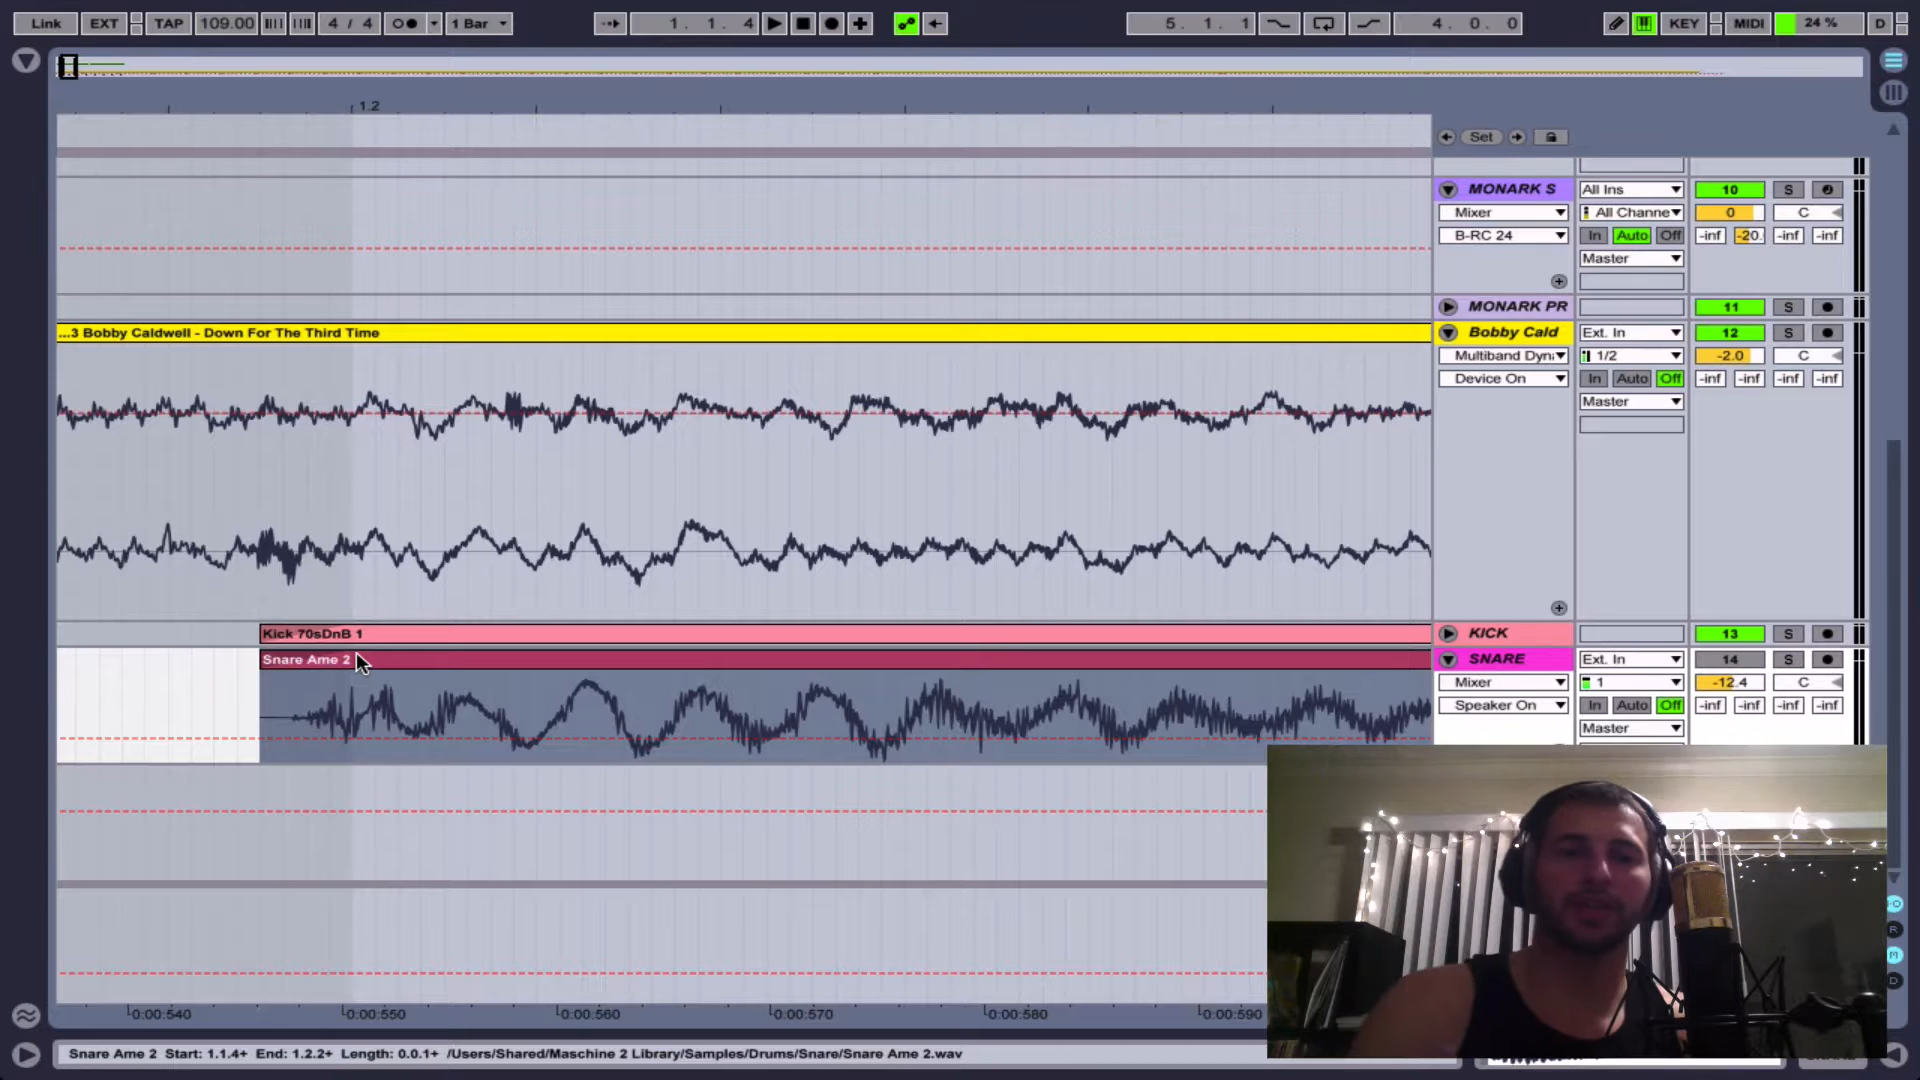 Link EXT TAP 109.00 4 / 4 1 Bar 1. 1. 4 5. 1. 1 4. 0. 0 KEY MIDI 24 % D
1.2
Set
MONARK S All Ins 10 S
Mixer All Channe 0 C
B-RC 24 In Auto Off -inf -20. -inf -inf
Master
MONARK PR 11 S
...3 Bobby Caldwell - Down For The Third Time Bobby Cald Ext. In 12 S
Multiband Dyn 1/2 -2.0 C
Device On In Auto Off -inf -inf -inf -inf
Master
Kick 70sDnB 1 KICK 13 S
Snare Ame 2 SNARE Ext. In 14 S
Mixer 1 -12.4 C
Speaker On In Auto Off -inf -inf -inf -inf
Master
R
M
D
0:00:540 0:00:550 0:00:560 0:00:570 0:00:580 0:00:590
Snare Ame 2 Start: 1.1.4+ End: 1.2.2+ Length: 0.0.1+ /Users/Shared/Maschine 2 Library/Samples/Drums/Snare/Snare Ame 2.wav